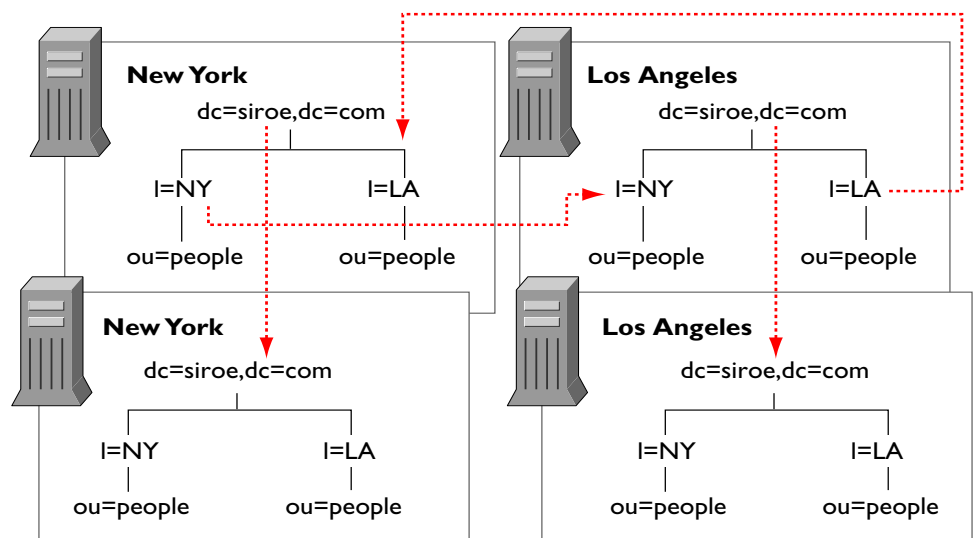 New York
dc=siroe,dc=com
l=NY
l=LA
ou=people
ou=people
Los Angeles
dc=siroe,dc=com
l=NY
l=LA
ou=people
ou=people
New York
dc=siroe,dc=com
l=NY
l=LA
ou=people
ou=people
Los Angeles
dc=siroe,dc=com
l=NY
l=LA
ou=people
ou=people